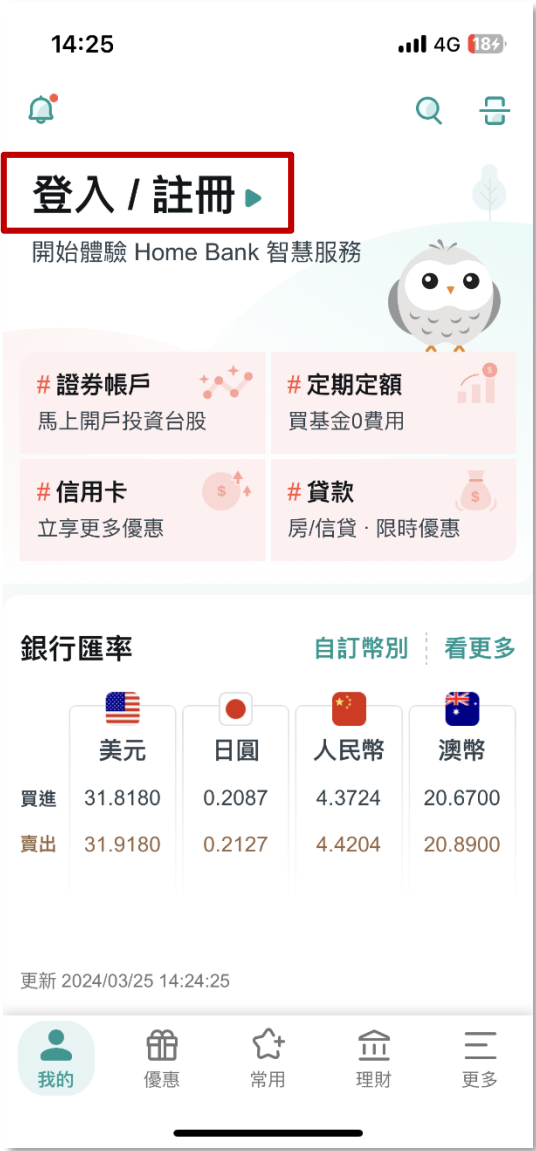 14:25 4G 18
登入 / 註冊
開始體驗 Home Bank 智慧服務
#證券帳戶
馬上開戶投資台股
#定期定額
買基金0費用
#信用卡
立享更多優惠
#貸款
房/信貸 · 限時優惠
銀行匯率 自訂幣別 看更多
美元 日圓 人民幣 澳幣
買進 31.8180 0.2087 4.3724 20.6700
賣出 31.9180 0.2127 4.4204 20.8900
更新 2024/03/25 14:24:25
我的 優惠 常用 理財 更多